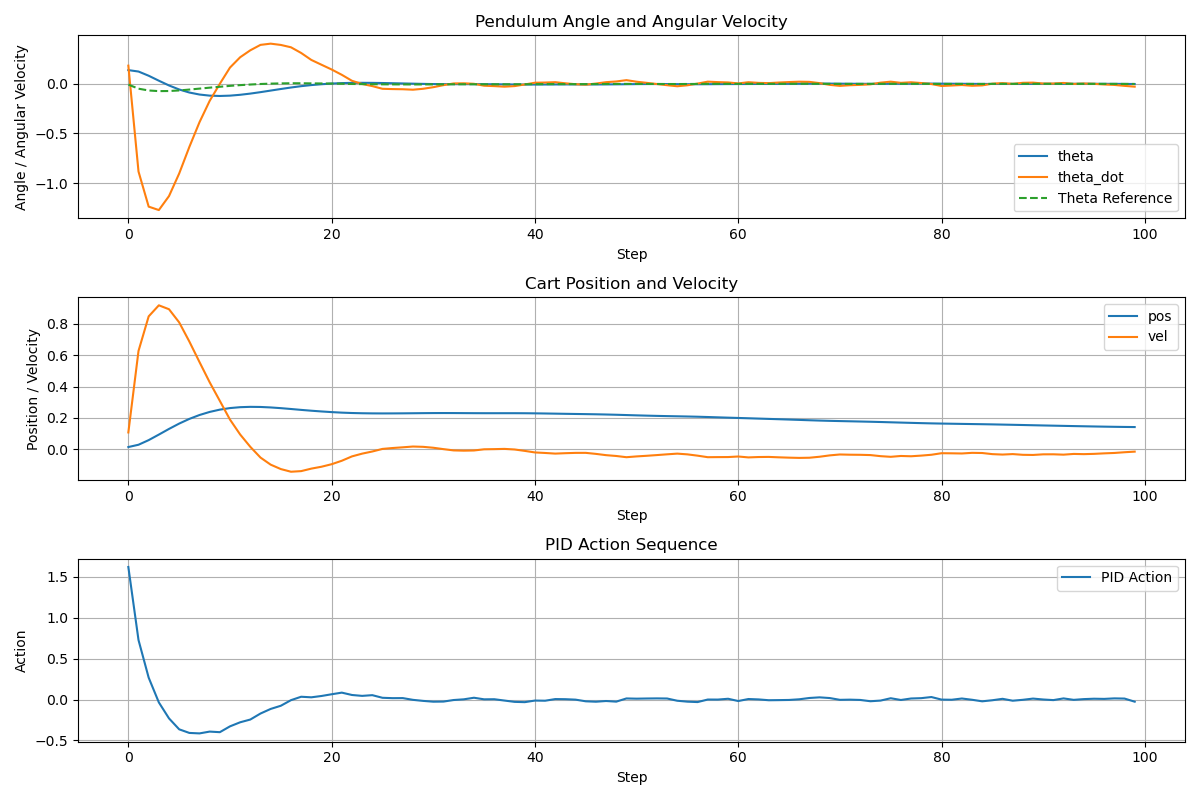 Pendulum Angle and Angular Velocity
Angle / Angular Velocity
0.0
−0.5
−1.0
theta
theta_dot
Theta Reference
0 20 40 60 80 100
Step
Cart Position and Velocity
Position / Velocity
0.8
0.6
0.4
0.2
0.0
pos
vel
0 20 40 60 80 100
Step
PID Action Sequence
Action
1.5
1.0
0.5
0.0
−0.5
PID Action
0 20 40 60 80 100
Step